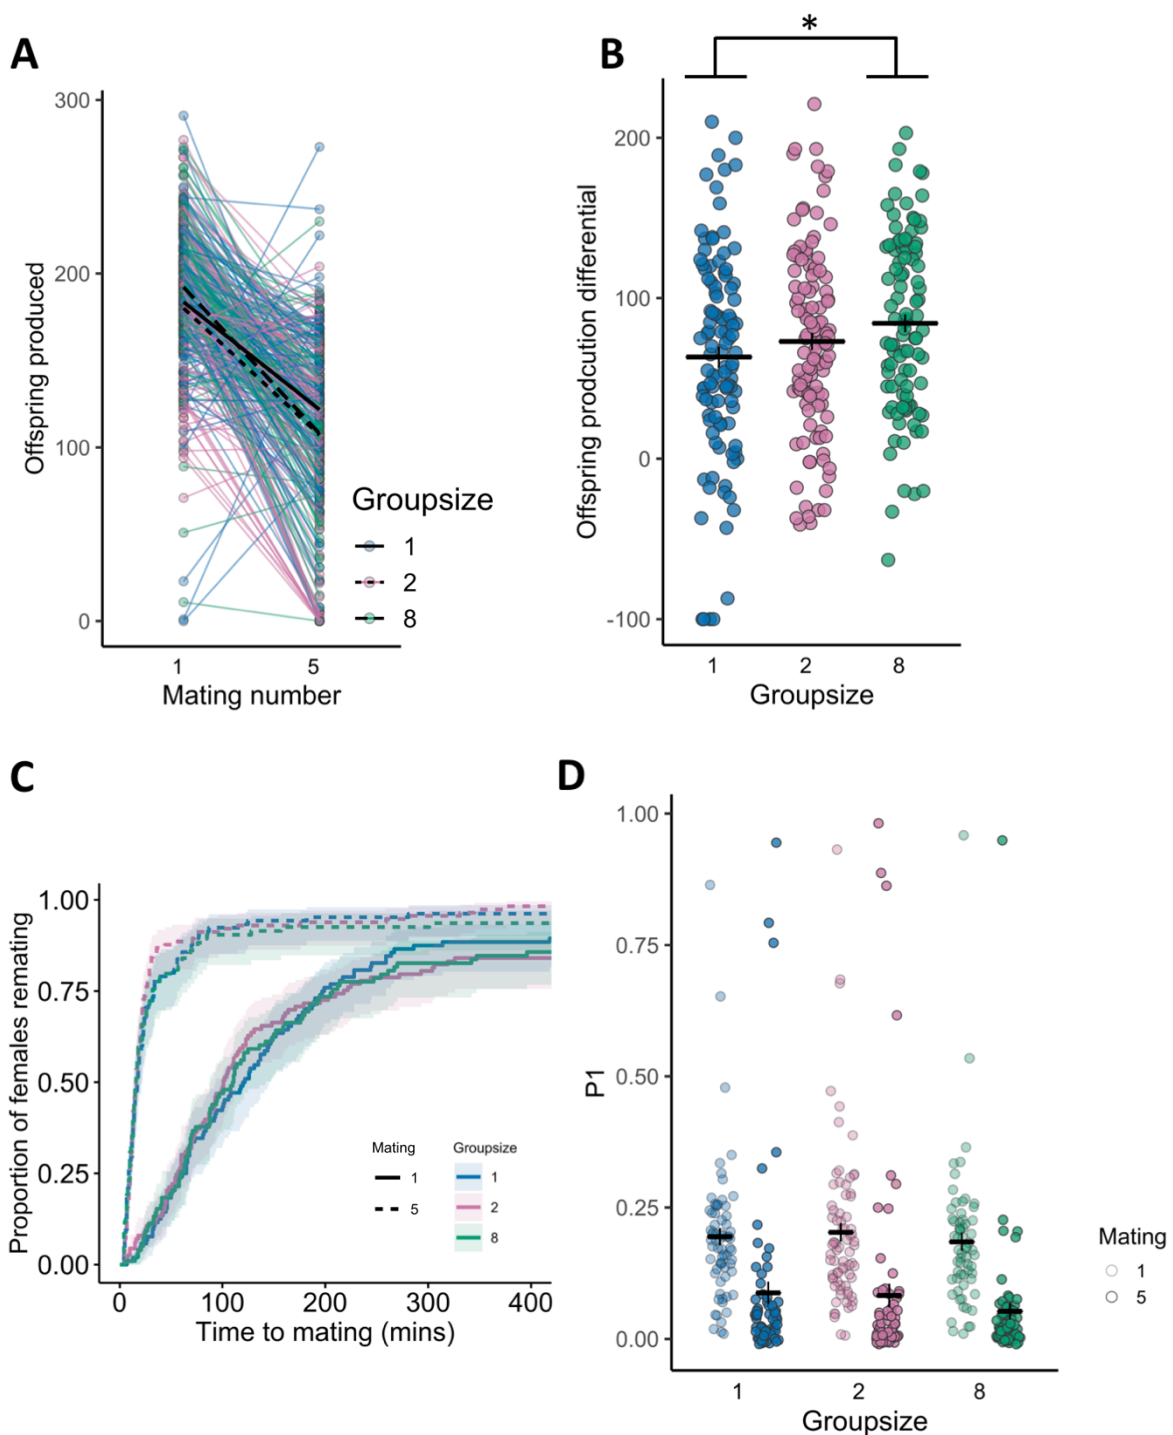 A
300
200
100
0
Offspring produced
1 5
Mating number
Groupsize
1
2
8
B
*
200
100
0
-100
Offspring prodcution differential
1 2 8
Groupsize
C
1.00
0.75
0.50
0.25
0.00
Proportion of females remating
0 100 200 300 400
Time to mating (mins)
Mating
1
5
Groupsize
1
2
8
D
1.00
0.75
0.50
0.25
0.00
P1
1 2 8
Groupsize
Mating
1
5